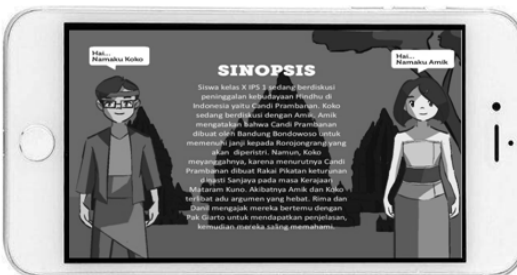 Hai...
Namaku Koko
Hai...
Namaku Amik
SINOPSIS
Siswa kelas X IPS 1 sedang berdiskusi
peninggalan kebudayaan Hindhu di
Indonesia yaitu Candi Prambanan. Koko
sedang berdiskusi dengan Amik. Amik
mengatakan bahwa Candi Prambanan
dibuat oleh Bandung Bondowoso untuk
memenuhi janji kepada Rorojongrang yang
akan diperistri. Namun, Koko
meyanggahnya, karena menurutnya Candi
Prambanan dibuat Rakai Pikatan keturunan
dinasti Sanjaya pada masa Kerajaan
Mataram Kuno. Akibatnya Amik dan Koko
terlibat adu argumen yang hebat. Rima dan
Danil mengajak mereka bertemu dengan
Pak Giarto untuk mendapatkan penjelasan,
kemudian mereka saling memahami.